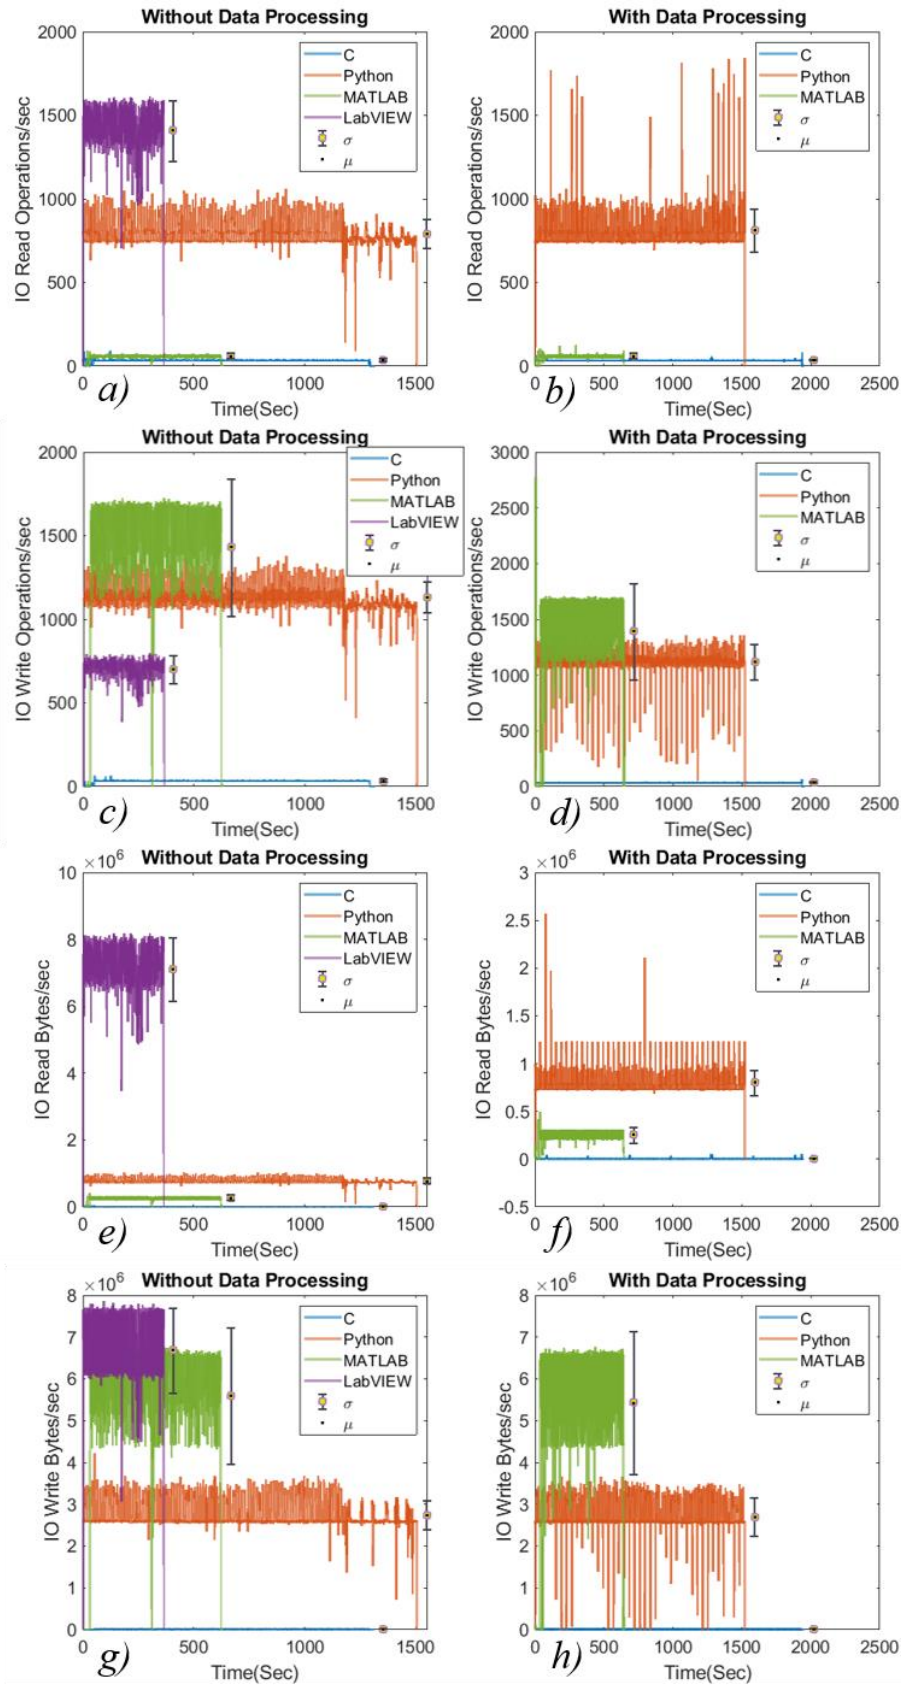 Without Data Processing
2000
1500
1000
500
0
IO Read Operations/sec
C
Python
MATLAB
LabVIEW
σ
μ
0 500 1000 1500
Time(Sec)
a)
With Data Processing
2000
1500
1000
500
0
IO Read Operations/sec
C
Python
MATLAB
σ
μ
0 500 1000 1500 2000 2500
Time(Sec)
b)
Without Data Processing
2000
1500
1000
500
0
IO Write Operations/sec
C
Python
MATLAB
LabVIEW
σ
μ
0 500 1000 1500
Time(Sec)
c)
With Data Processing
3000
2500
2000
1500
1000
500
0
IO Write Operations/sec
C
Python
MATLAB
σ
μ
0 500 1000 1500 2000 2500
Time(Sec)
d)
×10⁶
Without Data Processing
10
8
6
4
2
0
IO Read Bytes/sec
C
Python
MATLAB
LabVIEW
σ
μ
0 500 1000 1500
Time(Sec)
e)
×10⁶
With Data Processing
3
2.5
2
1.5
1
0.5
0
-0.5
IO Read Bytes/sec
C
Python
MATLAB
σ
μ
0 500 1000 1500 2000 2500
Time(Sec)
f)
×10⁶
Without Data Processing
8
7
6
5
4
3
2
1
0
IO Write Bytes/sec
C
Python
MATLAB
LabVIEW
σ
μ
0 500 1000 1500
Time(Sec)
g)
×10⁶
With Data Processing
8
7
6
5
4
3
2
1
0
IO Write Bytes/sec
C
Python
MATLAB
σ
μ
0 500 1000 1500 2000 2500
Time(Sec)
h)